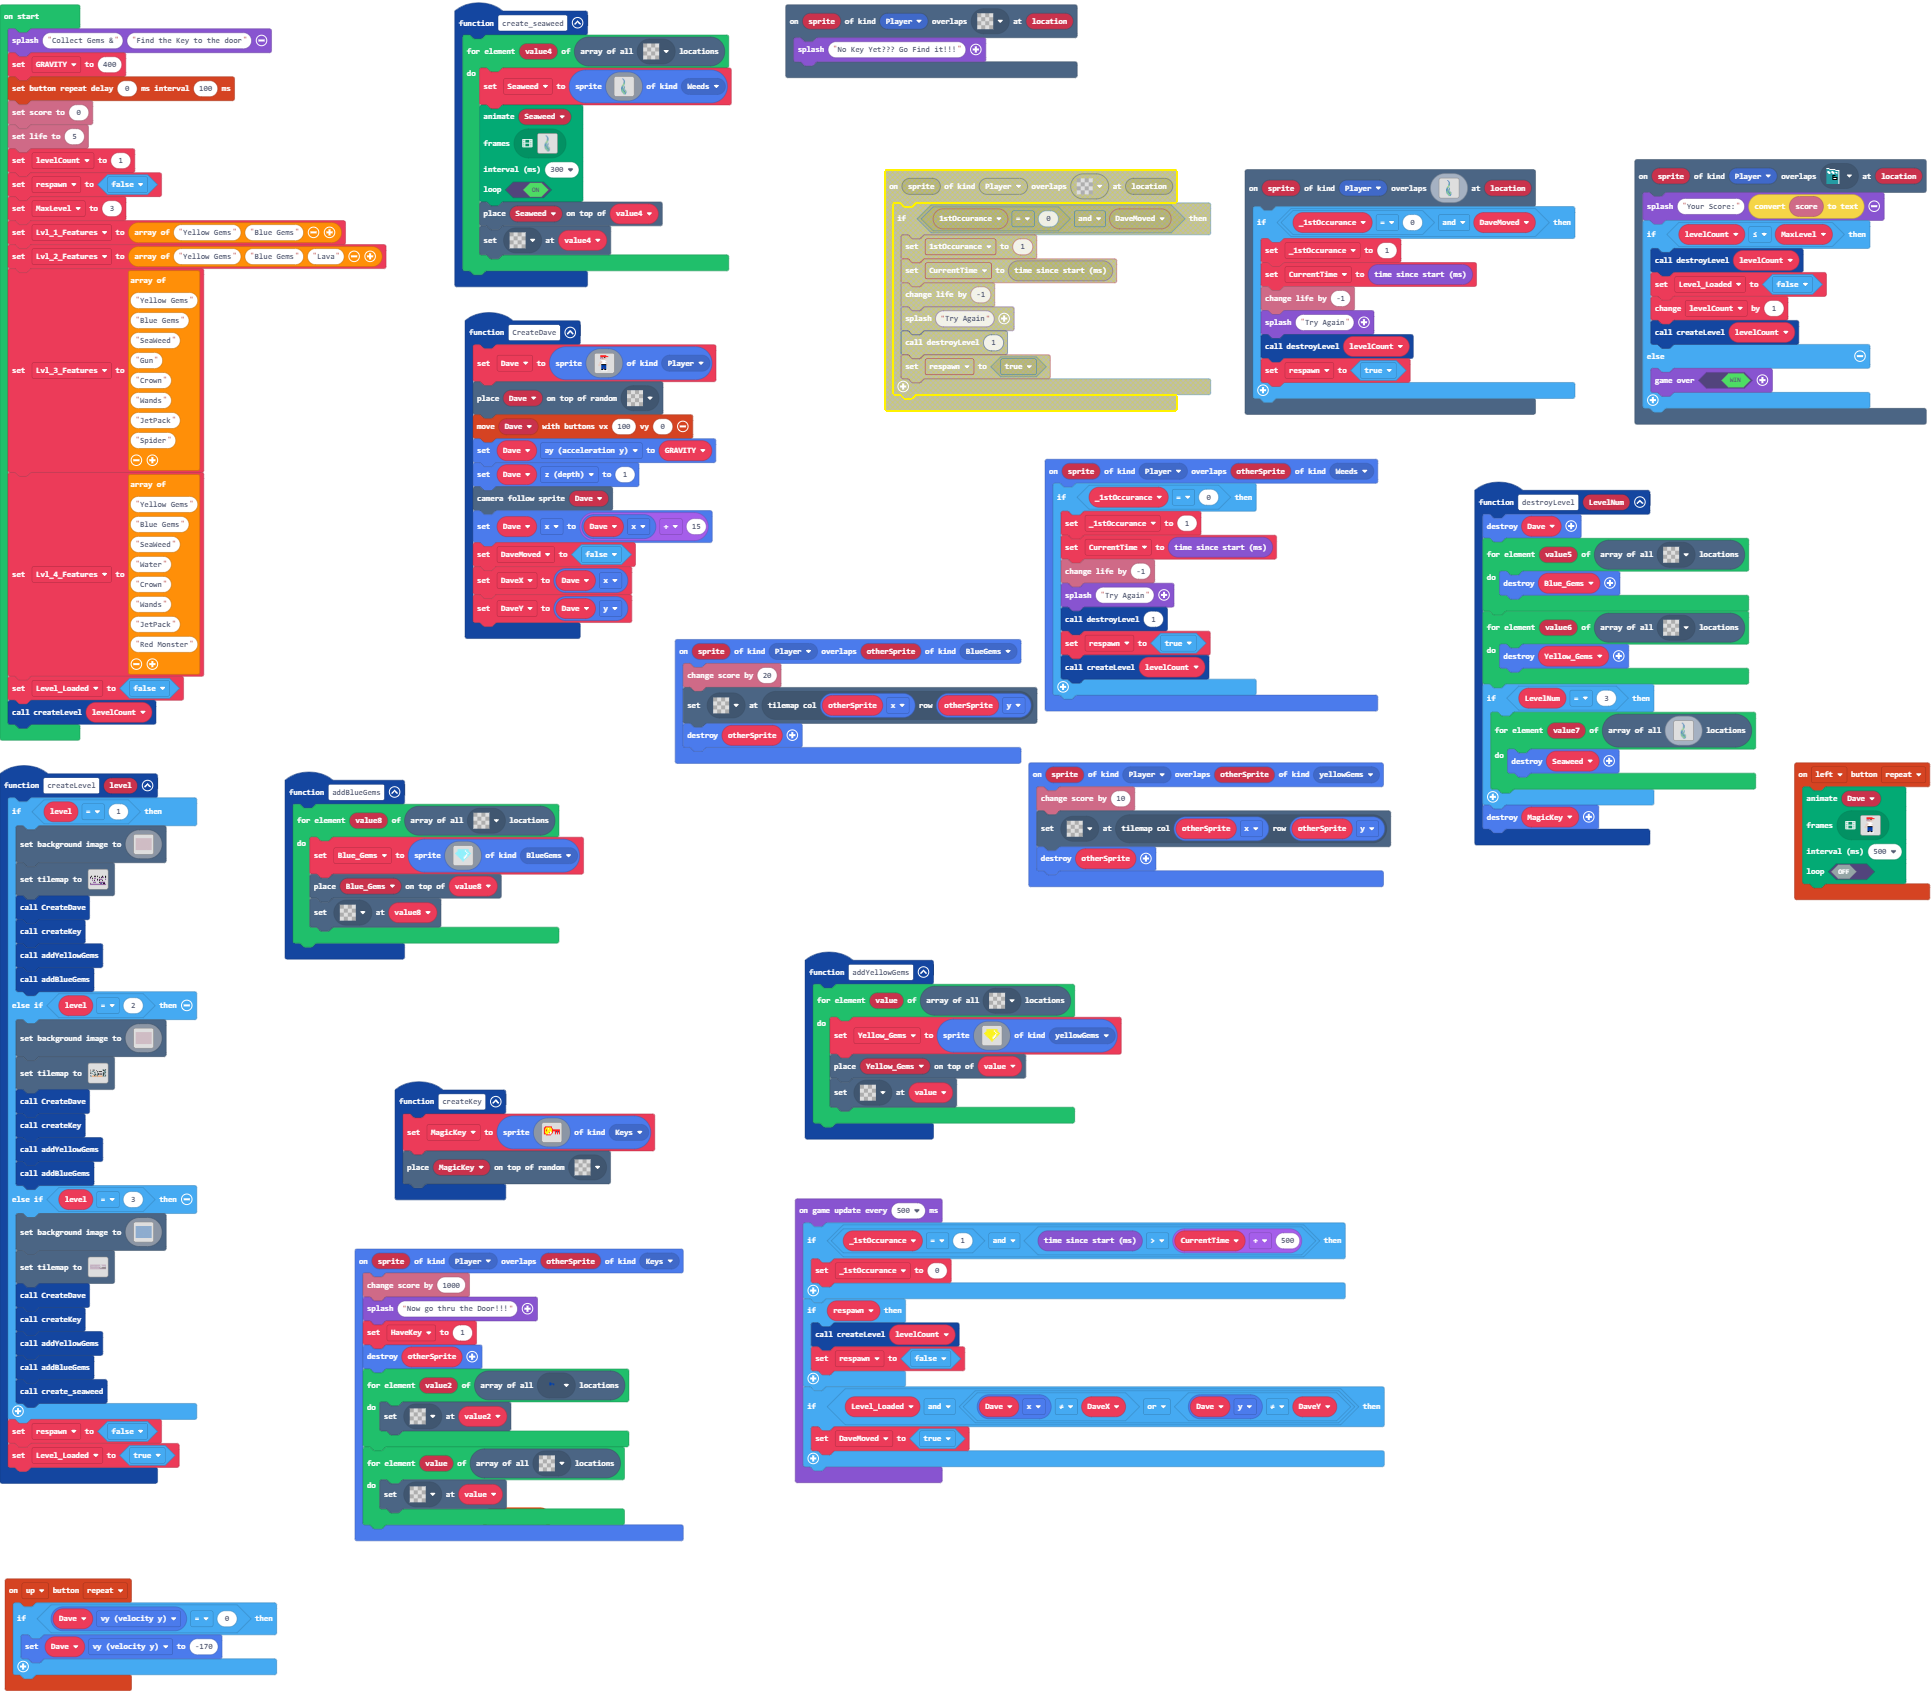 on start
splash "Collect Gems &" "Find the Key to the door"
set GRAVITY to 400
set button repeat delay 0 ms interval 100 ms
set score to 0
set life to 5
set levelCount to 1
set respawn to false
set MaxLevel to 3
set Lvl_1_Features to array of "Yellow Gems" "Blue Gems"
set Lvl_2_Features to array of "Yellow Gems" "Blue Gems" "Lava"
set Lvl_3_Features to array of
"Yellow Gems"
"Blue Gems"
"SeaWeed"
"Gun"
"Crown"
"Wands"
"JetPack"
"Spider"
set Lvl_4_Features to array of
"Yellow Gems"
"Blue Gems"
"SeaWeed"
"Water"
"Crown"
"Wands"
"JetPack"
"Red Monster"
set Level_Loaded to false
call createLevel levelCount
function create_seaweed
for element value4 of array of all locations
do
set Seaweed to sprite of kind Weeds
animate Seaweed
frames
interval (ms) 300
loop ON
place Seaweed on top of value4
set at value4
function CreateDave
set Dave to sprite of kind Player
place Dave on top of random
move Dave with buttons vx 100 vy 0
set Dave ay (acceleration y) to GRAVITY
set Dave z (depth) to 1
camera follow sprite Dave
set Dave x to Dave x + 15
set DaveMoved to false
set DaveX to Dave x
set DaveY to Dave y
on sprite of kind Player overlaps at location
splash "No Key Yet??? Go Find it!!!"
on sprite of kind Player overlaps at location
if 1stOccurance = 0 and DaveMoved then
set 1stOccurance to 1
set CurrentTime to time since start (ms)
change life by -1
splash "Try Again"
call destroyLevel 1
set respawn to true
on sprite of kind Player overlaps at location
if _1stOccurance = 0 and DaveMoved then
set _1stOccurance to 1
set CurrentTime to time since start (ms)
change life by -1
splash "Try Again"
call destroyLevel levelCount
set respawn to true
on sprite of kind Player overlaps at location
splash "Your Score:" convert score to text
if levelCount ≤ MaxLevel then
call destroyLevel levelCount
set Level_Loaded to false
change levelCount by 1
call createLevel levelCount
else
game over WIN
on sprite of kind Player overlaps otherSprite of kind Weeds
if _1stOccurance = 0 then
set _1stOccurance to 1
set CurrentTime to time since start (ms)
change life by -1
splash "Try Again"
call destroyLevel 1
set respawn to true
call createLevel levelCount
function destroyLevel LevelNum
destroy Dave
for element value5 of array of all locations
do destroy Blue_Gems
for element value6 of array of all locations
do destroy Yellow_Gems
if LevelNum = 3 then
for element value7 of array of all locations
do destroy Seaweed
destroy MagicKey
on sprite of kind Player overlaps otherSprite of kind BlueGems
change score by 20
set at tilemap col otherSprite x row otherSprite y
destroy otherSprite
on sprite of kind Player overlaps otherSprite of kind yellowGems
change score by 10
set at tilemap col otherSprite x row otherSprite y
destroy otherSprite
on left button repeat
animate Dave
frames
interval (ms) 500
loop OFF
function createLevel level
if level = 1 then
set background image to
set tilemap to
call CreateDave
call createKey
call addYellowGems
call addBlueGems
else if level = 2 then
set background image to
set tilemap to
call CreateDave
call createKey
call addYellowGems
call addBlueGems
else if level = 3 then
set background image to
set tilemap to
call CreateDave
call createKey
call addYellowGems
call addBlueGems
call create_seaweed
set respawn to false
set Level_Loaded to true
function addBlueGems
for element value8 of array of all locations
do
set Blue_Gems to sprite of kind BlueGems
place Blue_Gems on top of value8
set at value8
function addYellowGems
for element value of array of all locations
do
set Yellow_Gems to sprite of kind yellowGems
place Yellow_Gems on top of value
set at value
function createKey
set MagicKey to sprite of kind Keys
place MagicKey on top of random
on sprite of kind Player overlaps otherSprite of kind Keys
change score by 1000
splash "Now go thru the Door!!!"
set HaveKey to 1
destroy otherSprite
for element value2 of array of all locations
do set at value2
for element value of array of all locations
do set at value
on game update every 500 ms
if _1stOccurance = 1 and time since start (ms) > CurrentTime + 500 then
set _1stOccurance to 0
if respawn then
call createLevel levelCount
set respawn to false
if Level_Loaded and Dave x ≠ DaveX or Dave y ≠ DaveY then
set DaveMoved to true
on up button repeat
if Dave vy (velocity y) = 0 then
set Dave vy (velocity y) to -170